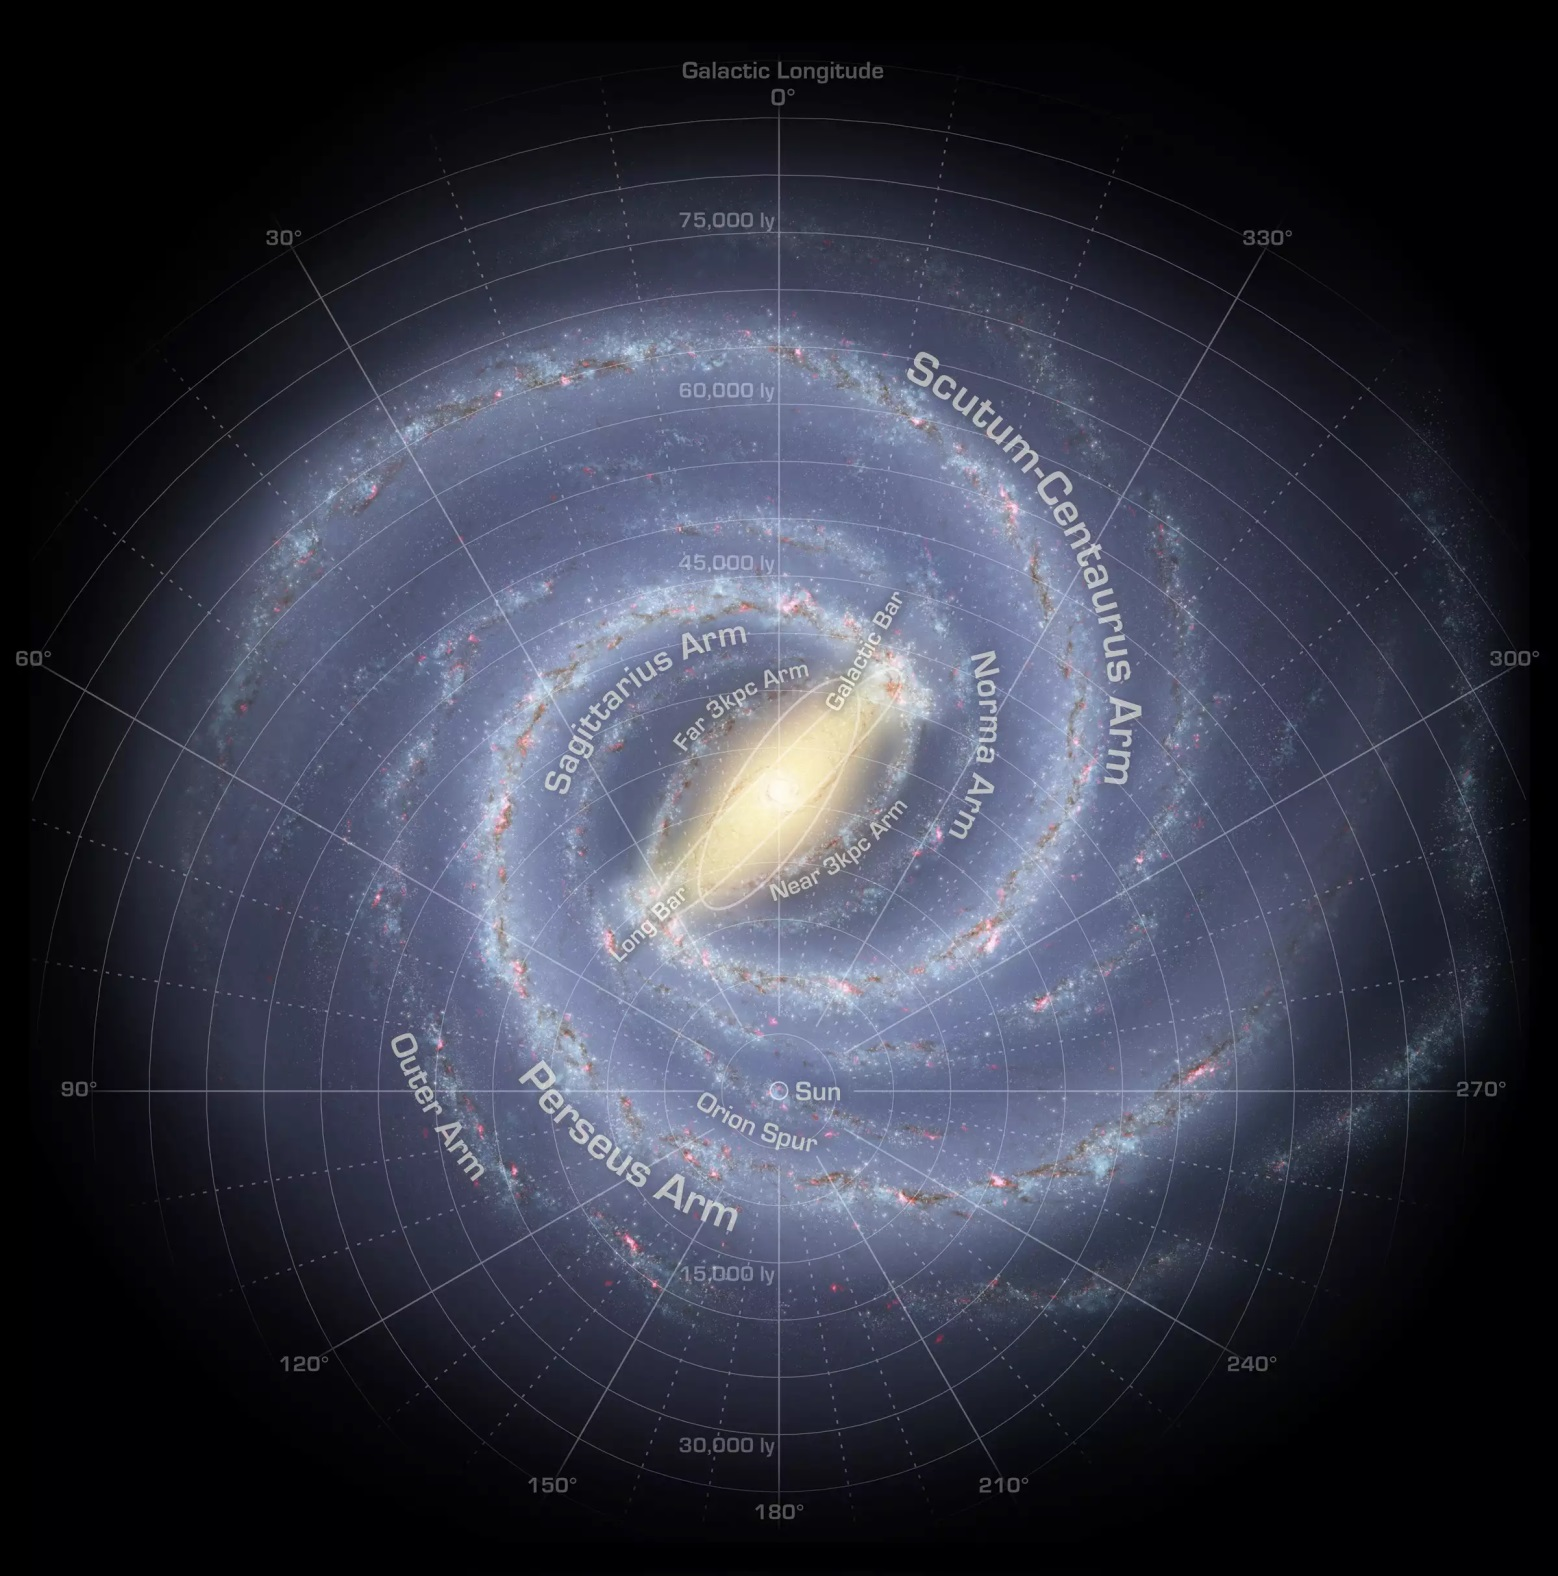 Galactic Longitude
0°
75,000 ly
30°
330°
60,000 ly
Scutum-Centaurus Arm
45,000 ly
Galactic Bar
Sagittarius Arm
Far 3kpc Arm
Norma Arm
60°
300°
Near 3kpc Arm
Long Bar
Outer Arm
Perseus Arm
90°
Sun
270°
Orion Spur
15,000 ly
120°
240°
30,000 ly
150°
210°
180°